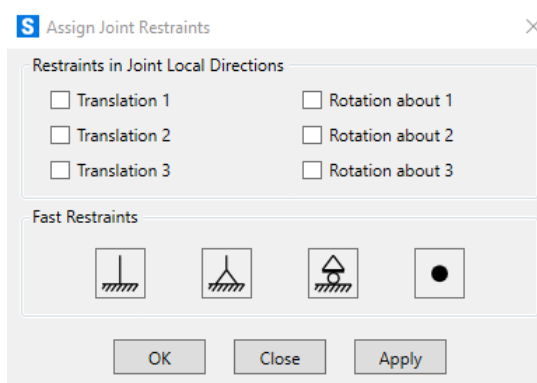 S Assign Joint Restraints
Restraints in Joint Local Directions
Translation 1 Rotation about 1
Translation 2 Rotation about 2
Translation 3 Rotation about 3
Fast Restraints
OK Close Apply